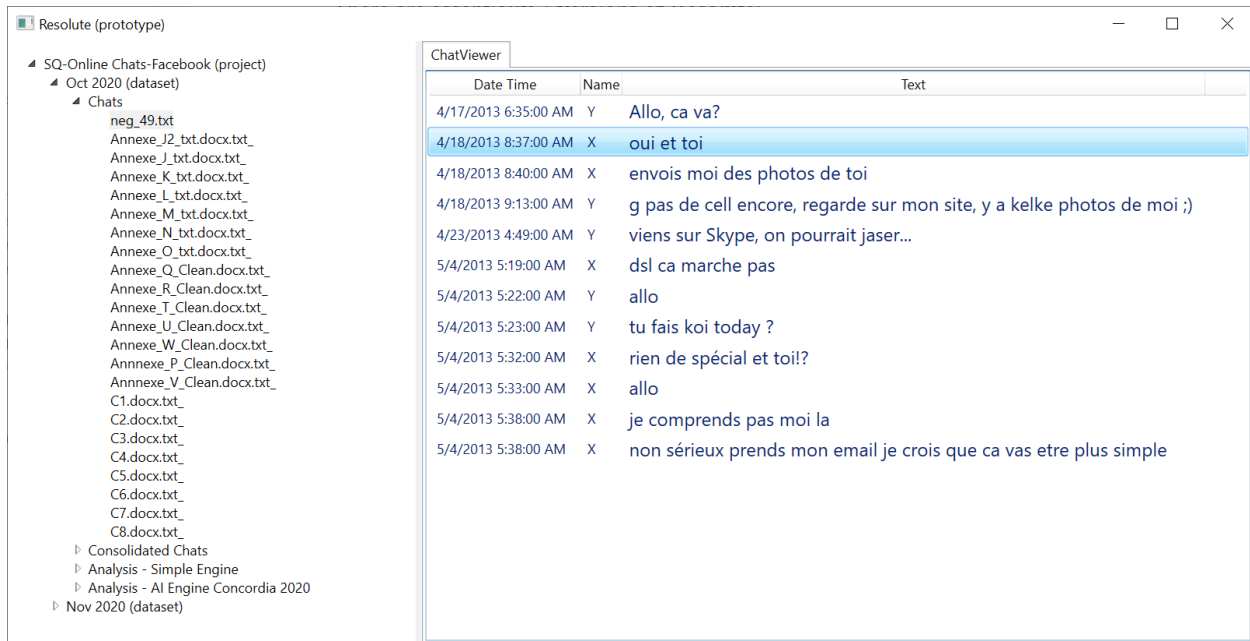 Resolute (prototype)
SQ-Online Chats-Facebook (project)
Oct 2020 (dataset)
Chats
neg_49.txt
Annexe_J2_txt.docx.txt_
Annexe_J_txt.docx.txt_
Annexe_K_txt.docx.txt_
Annexe_L_txt.docx.txt_
Annexe_M_txt.docx.txt_
Annexe_N_txt.docx.txt_
Annexe_O_txt.docx.txt_
Annexe_Q_Clean.docx.txt_
Annexe_R_Clean.docx.txt_
Annexe_T_Clean.docx.txt_
Annexe_U_Clean.docx.txt_
Annexe_W_Clean.docx.txt_
Annnexe_P_Clean.docx.txt_
Annnexe_V_Clean.docx.txt_
C1.docx.txt_
C2.docx.txt_
C3.docx.txt_
C4.docx.txt_
C5.docx.txt_
C6.docx.txt_
C7.docx.txt_
C8.docx.txt_
Consolidated Chats
Analysis - Simple Engine
Analysis - AI Engine Concordia 2020
Nov 2020 (dataset)
ChatViewer
Date Time Name Text
4/17/2013 6:35:00 AM Y Allo, ca va?
4/18/2013 8:37:00 AM X oui et toi
4/18/2013 8:40:00 AM X envois moi des photos de toi
4/18/2013 9:13:00 AM Y g pas de cell encore, regarde sur mon site, y a kelke photos de moi ;)
4/23/2013 4:49:00 AM Y viens sur Skype, on pourrait jaser...
5/4/2013 5:19:00 AM X dsl ca marche pas
5/4/2013 5:22:00 AM Y allo
5/4/2013 5:23:00 AM Y tu fais koi today ?
5/4/2013 5:32:00 AM X rien de spécial et toi!?
5/4/2013 5:33:00 AM X allo
5/4/2013 5:38:00 AM X je comprends pas moi la
5/4/2013 5:38:00 AM X non sérieux prends mon email je crois que ca vas etre plus simple